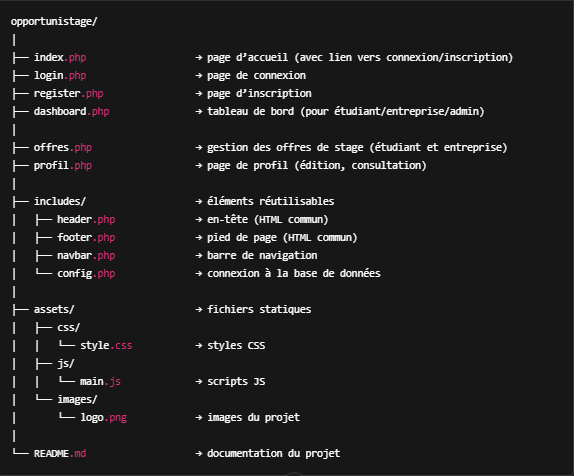 opportunistage/
│
├── index.php → page d’accueil (avec lien vers connexion/inscription)
├── login.php → page de connexion
├── register.php → page d’inscription
├── dashboard.php → tableau de bord (pour étudiant/entreprise/admin)
│
├── offres.php → gestion des offres de stage (étudiant et entreprise)
├── profil.php → page de profil (édition, consultation)
│
├── includes/ → éléments réutilisables
│   ├── header.php → en-tête (HTML commun)
│   ├── footer.php → pied de page (HTML commun)
│   ├── navbar.php → barre de navigation
│   └── config.php → connexion à la base de données
│
├── assets/ → fichiers statiques
│   ├── css/
│   │   └── style.css → styles CSS
│   ├── js/
│   │   └── main.js → scripts JS
│   └── images/
│       └── logo.png → images du projet
│
└── README.md → documentation du projet